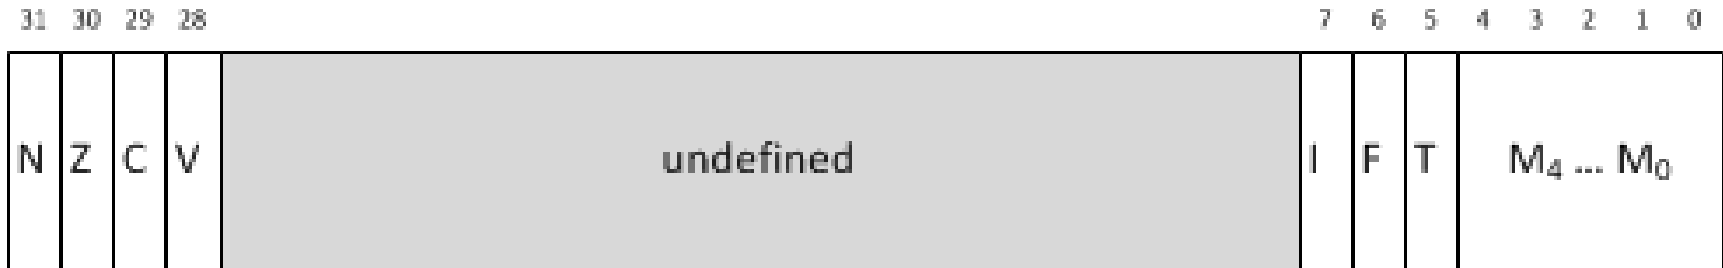 31 30 29 28 7 6 5 4 3 2 1 0
N Z C V undefined I F T M₄ ... M₀